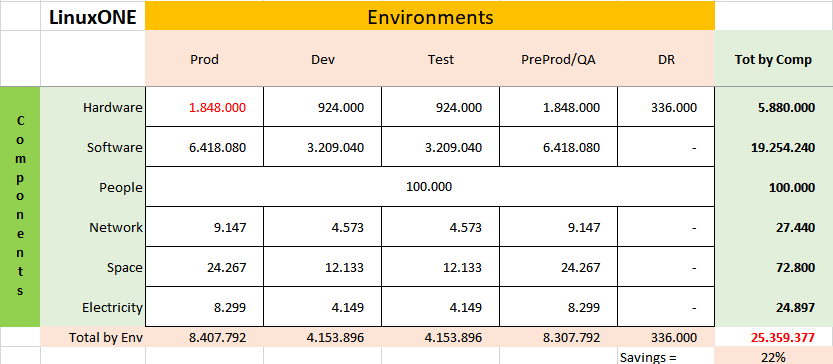 LinuxONE Environments
Prod Dev Test PreProd/QA DR Tot by Comp
Components
Hardware 1.848.000 924.000 924.000 1.848.000 336.000 5.880.000
Software 6.418.080 3.209.040 3.209.040 6.418.080 - 19.254.240
People 100.000 100.000
Network 9.147 4.573 4.573 9.147 - 27.440
Space 24.267 12.133 12.133 24.267 - 72.800
Electricity 8.299 4.149 4.149 8.299 - 24.897
Total by Env 8.407.792 4.153.896 4.153.896 8.307.792 336.000 25.359.377
Savings = 22%